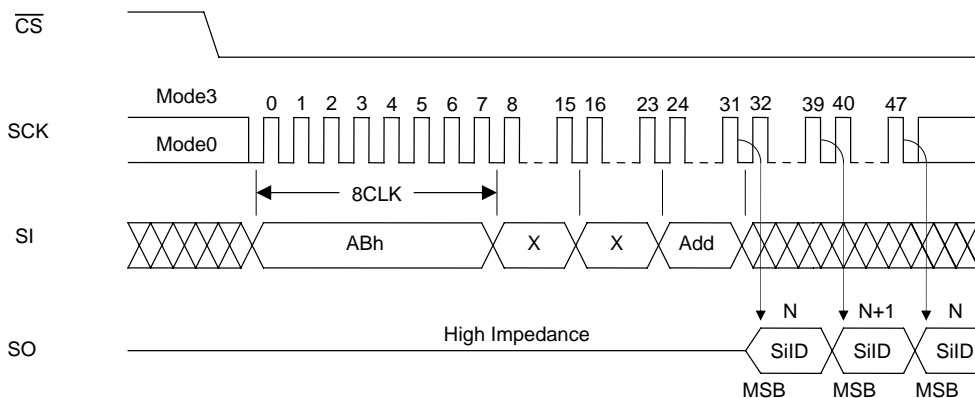 CS
Mode3
0 1 2 3 4 5 6 7 8 15 16 23 24 31 32 39 40 47
SCK
Mode0
8CLK
SI
ABh X X Add
N N+1 N
High Impedance
SO
SiID SiID SiID
MSB MSB MSB